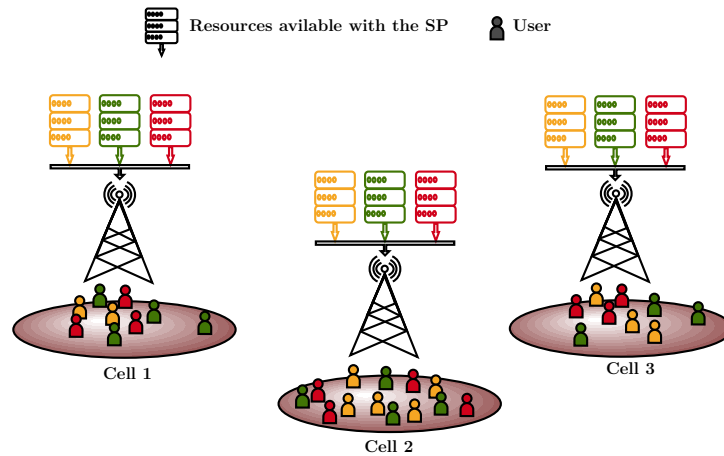 Resources avilable with the SP
User
Cell 1
Cell 2
Cell 3